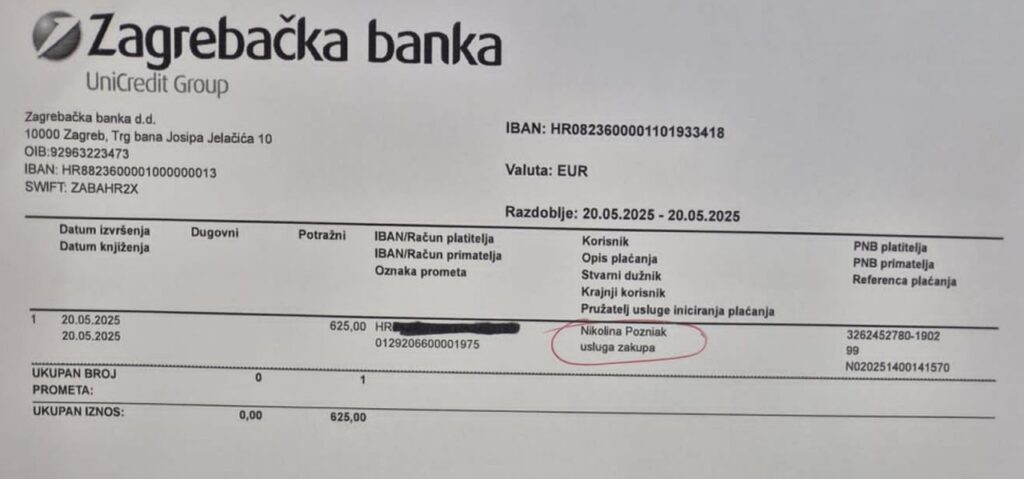 Zagrebačka banka
UniCredit Group
Zagrebačka banka d.d.
10000 Zagreb, Trg bana Josipa Jelačića 10
OIB:92963223473
IBAN: HR8823600001000000013
SWIFT: ZABAHR2X
IBAN: HR0823600001101933418
Valuta: EUR
Razdoblje: 20.05.2025 - 20.05.2025
Datum izvršenja
Datum knjiženja
Dugovni
Potražni
IBAN/Račun platitelja
IBAN/Račun primatelja
Oznaka prometa
Korisnik
Opis plaćanja
Stvarni dužnik
Krajnji korisnik
Pružatelj usluge iniciranja plaćanja
PNB platitelja
PNB primatelja
Referenca plaćanja
1 20.05.2025
20.05.2025
625,00
HR
0129206600001975
Nikolina Pozniak
usluga zakupa
3262452780-1902
99
N020251400141570
UKUPAN BROJ
PROMETA:
0
1
UKUPAN IZNOS:
0,00
625,00